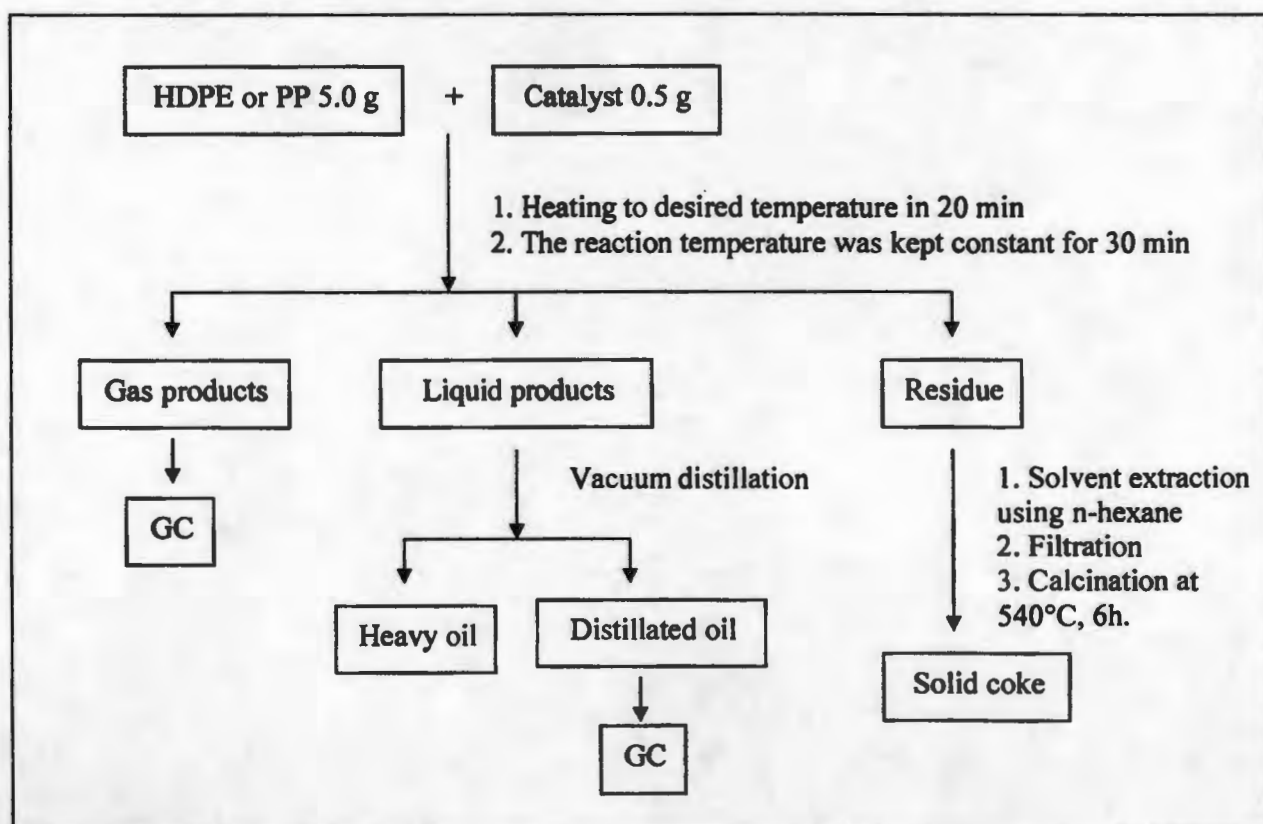 HDPE or PP 5.0 g
+
Catalyst 0.5 g
1. Heating to desired temperature in 20 min
2. The reaction temperature was kept constant for 30 min
Gas products
Liquid products
Residue
GC
Vacuum distillation
1. Solvent extraction
using n-hexane
2. Filtration
3. Calcination at
540°C, 6h.
Heavy oil
Distillated oil
Solid coke
GC